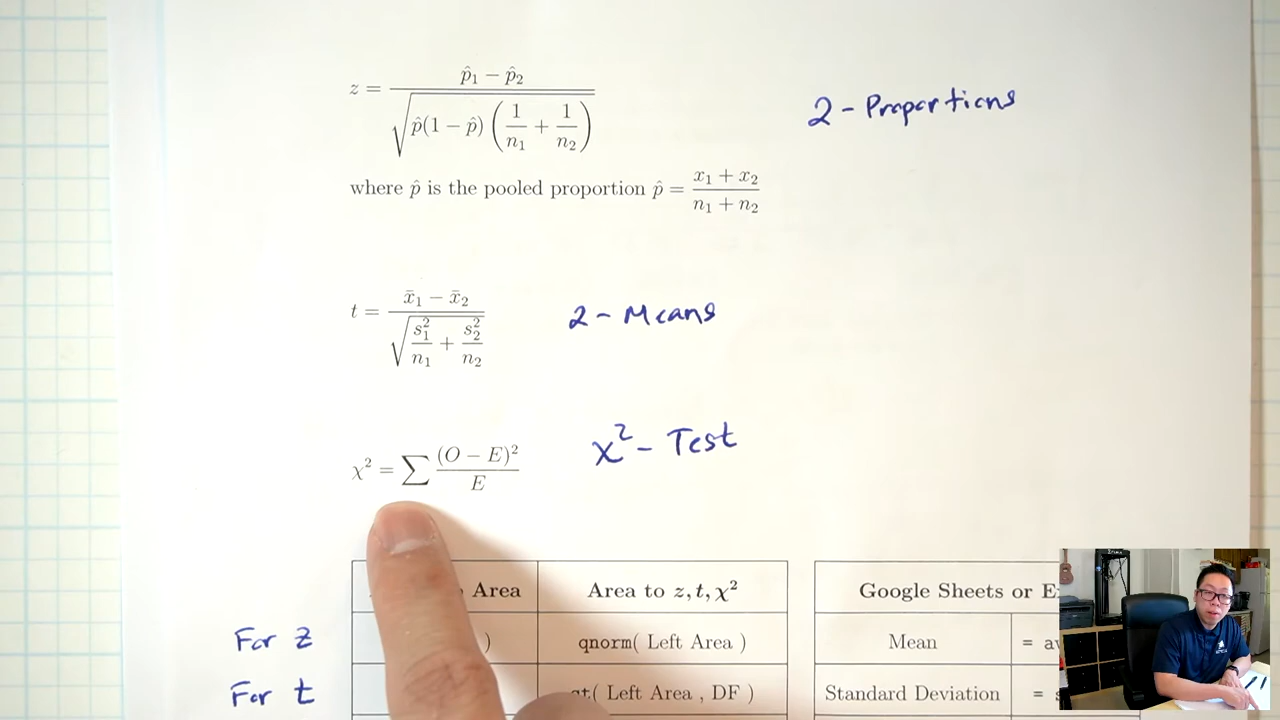 z = (p̂₁ − p̂₂) / √(p̂(1 − p̂)(1/n₁ + 1/n₂))
2 - Proportions
where p̂ is the pooled proportion p̂ = (x₁ + x₂) / (n₁ + n₂)
t = (x̄₁ − x̄₂) / √(s₁²/n₁ + s₂²/n₂)
2 - Means
χ² = ∑ (O − E)² / E
χ² - Test
Area
Area to z, t, χ²
Google Sheets or
For z
)
qnorm( Left Area )
Mean
=
For t
( Left Area , DF )
Standard Deviation
=